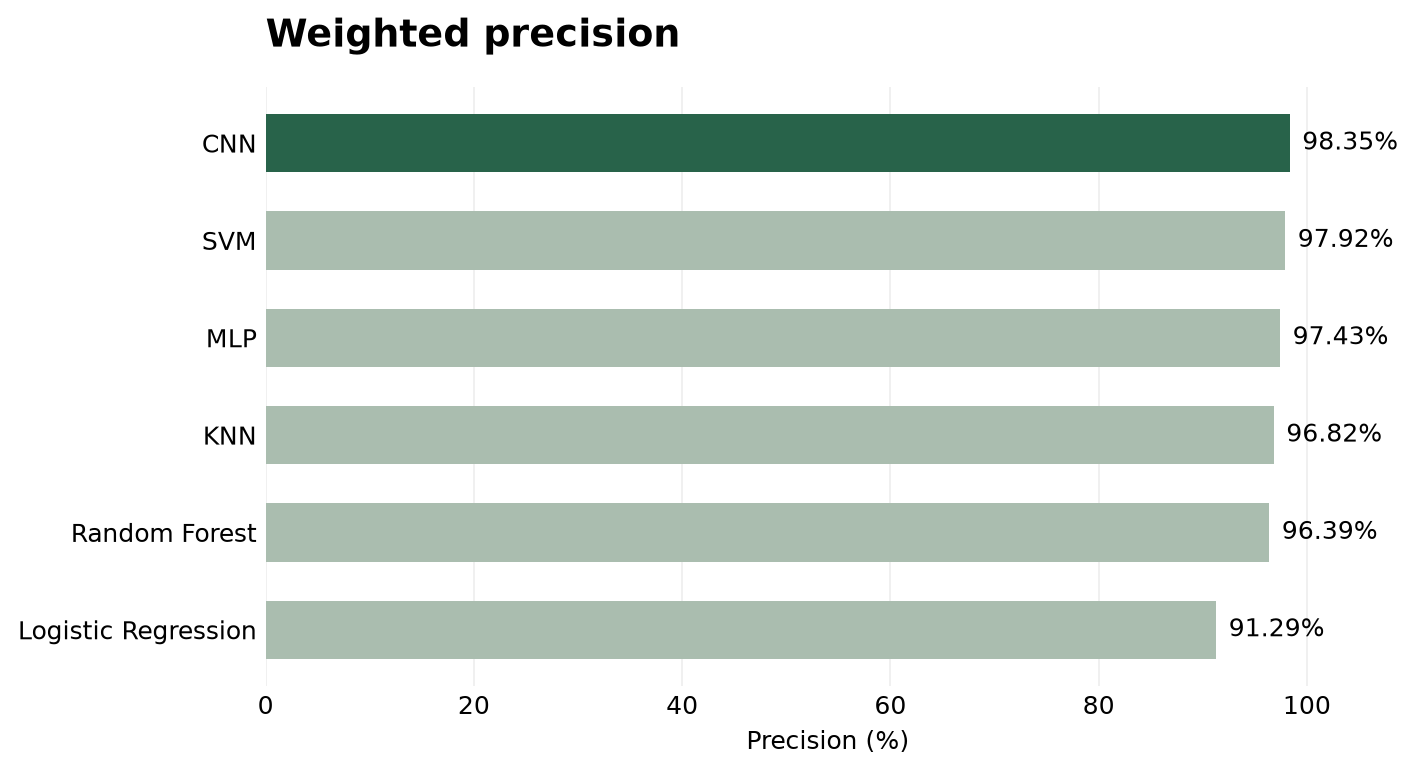 Weighted precision
CNN 98.35%
SVM 97.92%
MLP 97.43%
KNN 96.82%
Random Forest 96.39%
Logistic Regression 91.29%
0 20 40 60 80 100
Precision (%)